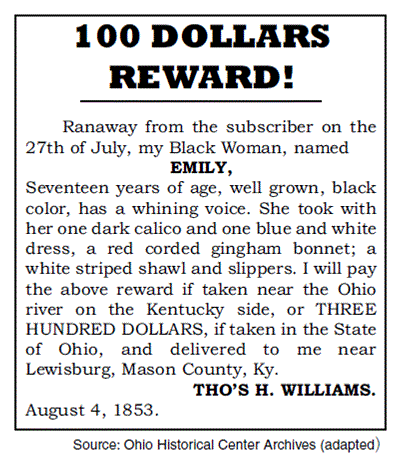 100 DOLLARS
REWARD!
Ranaway from the subscriber on the
27th of July, my Black Woman, named
EMILY,
Seventeen years of age, well grown, black
color, has a whining voice. She took with
her one dark calico and one blue and white
dress, a red corded gingham bonnet; a
white striped shawl and slippers. I will pay
the above reward if taken near the Ohio
river on the Kentucky side, or THREE
HUNDRED DOLLARS, if taken in the State
of Ohio, and delivered to me near
Lewisburg, Mason County, Ky.
THO'S H. WILLIAMS.
August 4, 1853.
Source: Ohio Historical Center Archives (adapted)